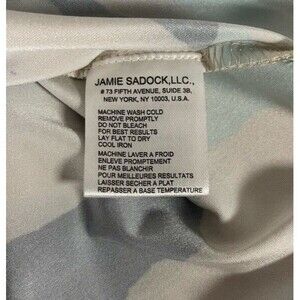 JAMIE SADOCK,LLC.,
# 73 FIFTH AVENUE, SUIDE 3B,
NEW YORK, NY 10003, U.S.A.
MACHINE WASH COLD
REMOVE PROMPTLY
DO NOT BLEACH
FOR BEST RESULTS
LAY FLAT TO DRY
COOL IRON
MACHINE LAVER A FROID
ENLEVE PROMPTEMENT
NE PAS BLANCHIR
POUR MEILLEURES RESULTATS
LAISSER SECHER A PLAT
REPASSER A BASE TEMPERATURE